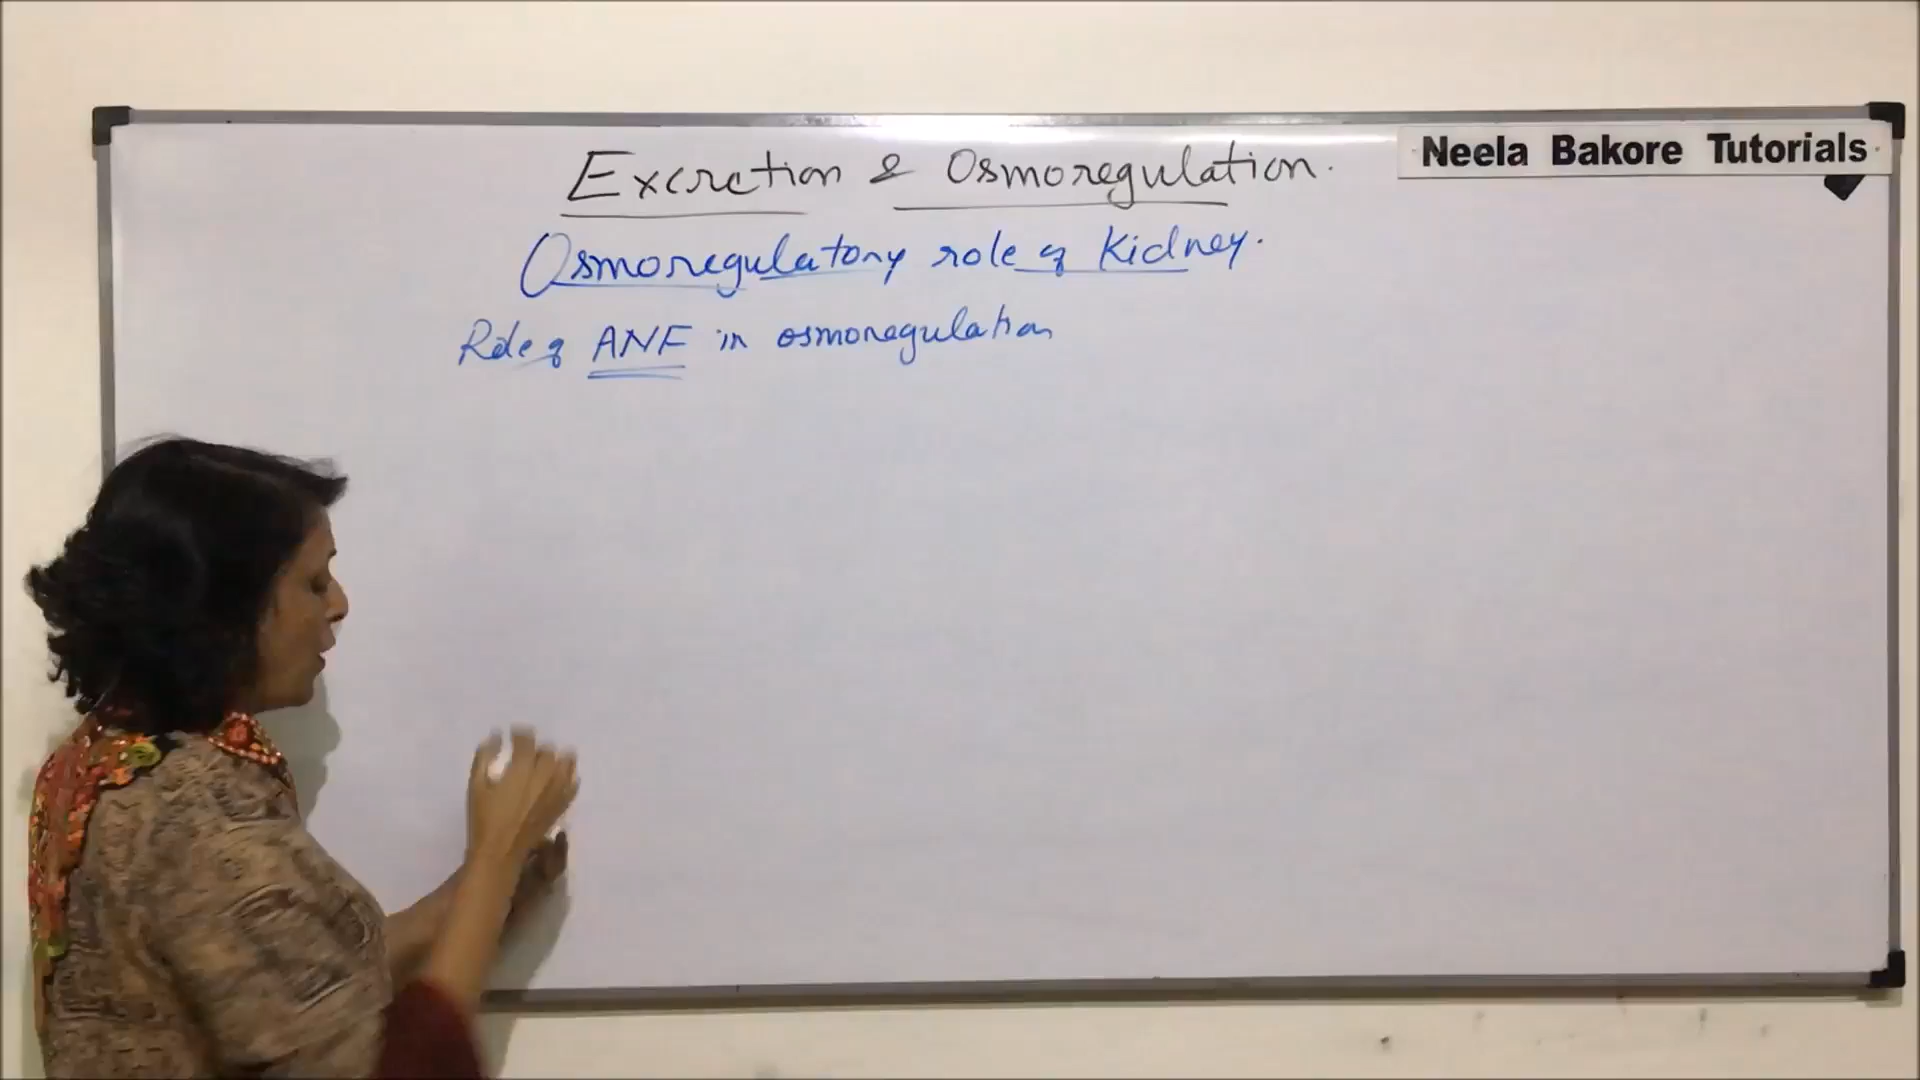 Neela Bakore Tutorials
Excretion & Osmoregulation.
Osmoregulatory role of Kidney.
Role of ANF in osmoregulation